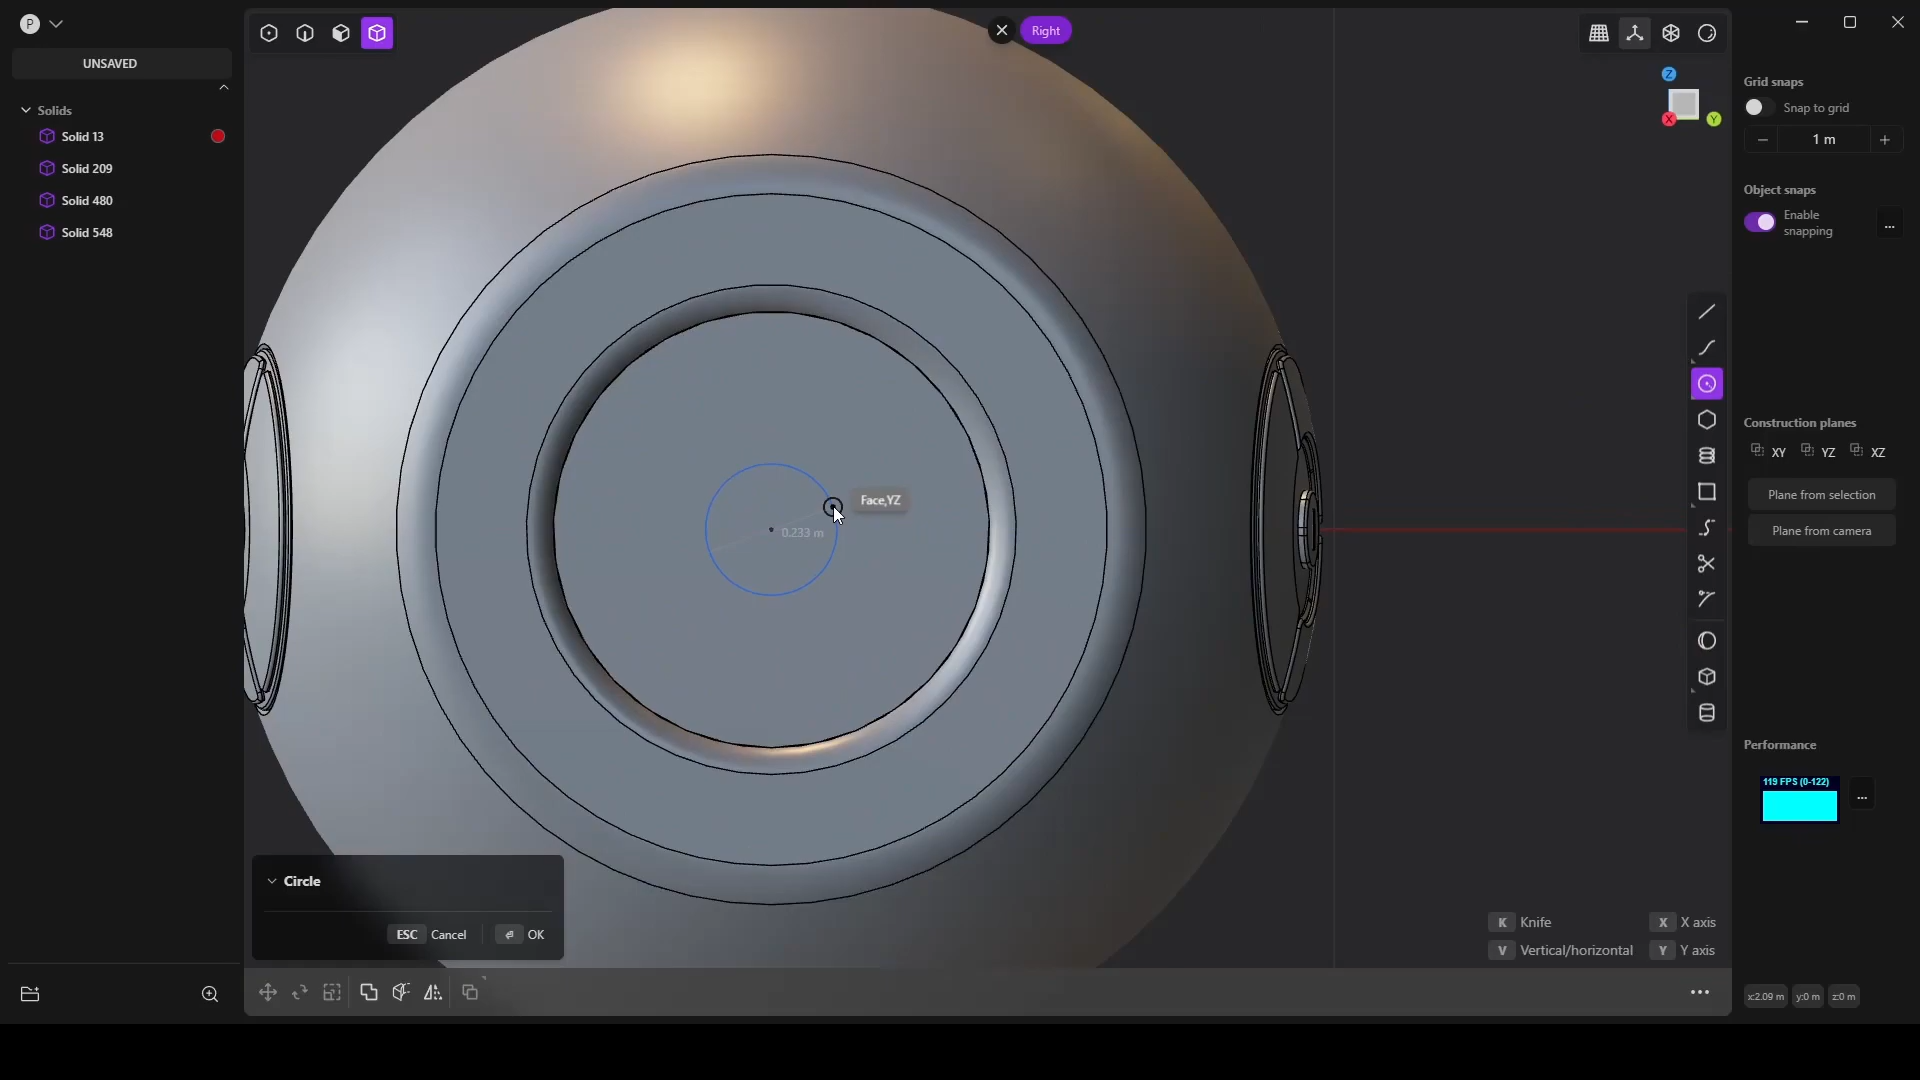 P
UNSAVED
Solids
Solid 13
Solid 209
Solid 480
Solid 548
Right
Z
X
Y
Grid snaps
Snap to grid
1 m
Object snaps
Enable
snapping
...
Face,YZ
0.233 m
Construction planes
XY YZ XZ
Plane from selection
Plane from camera
Performance
119 FPS (0-122)
...
Circle
ESC Cancel
OK
K Knife
X X axis
V Vertical/horizontal
Y Y axis
x:2.09 m y:0 m z:0 m